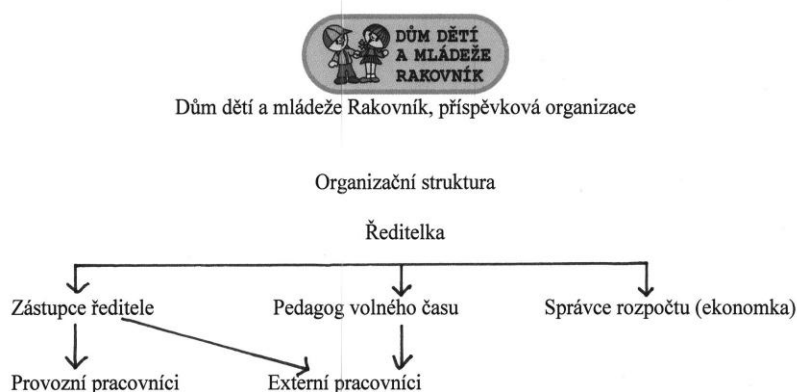 DŮM DĚTÍ
A MLÁDEŽE
RAKOVNÍK
Dům dětí a mládeže Rakovník, příspěvková organizace
Organizační struktura
Ředitelka
Zástupce ředitele Pedagog volného času Správce rozpočtu (ekonomka)
Provozní pracovníci Externí pracovníci